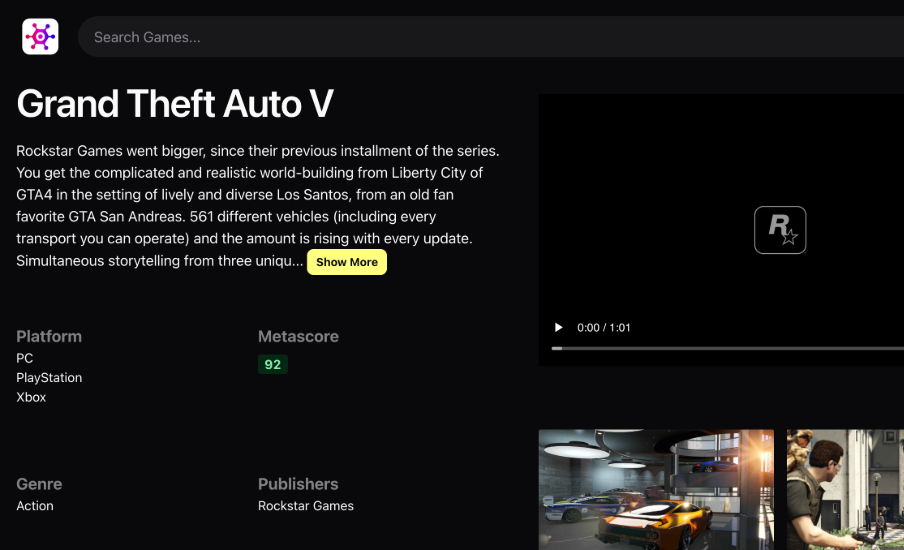 Search Games...
Grand Theft Auto V
Rockstar Games went bigger, since their previous installment of the series.
You get the complicated and realistic world-building from Liberty City of
GTA4 in the setting of lively and diverse Los Santos, from an old fan
favorite GTA San Andreas. 561 different vehicles (including every
transport you can operate) and the amount is rising with every update.
Simultaneous storytelling from three uniqu... Show More
R
0:00 / 1:01
Platform
PC
PlayStation
Xbox
Metascore
92
Genre
Action
Publishers
Rockstar Games